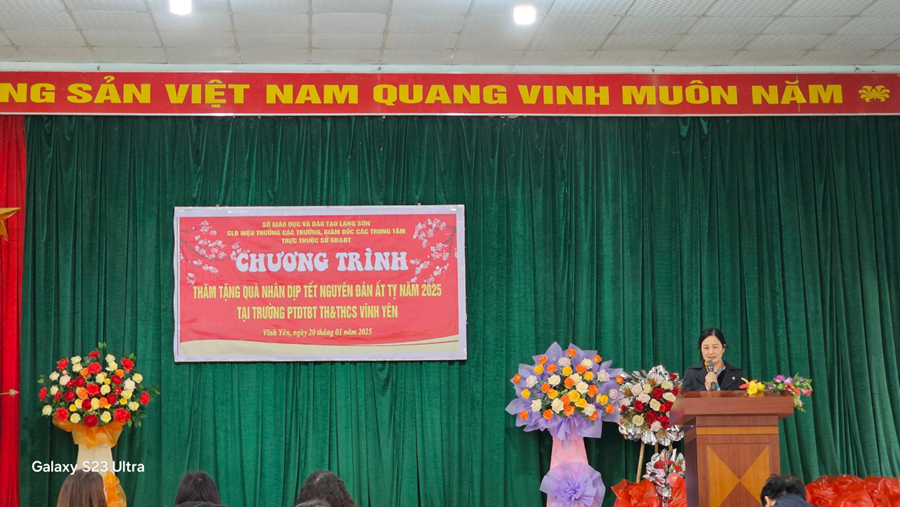 NG SẢN VIỆT NAM QUANG VINH MUÔN NĂM
SỞ GIÁO DỤC VÀ ĐÀO TẠO LẠNG SƠN
CLB HIỆU TRƯỞNG CÁC TRƯỜNG, GIÁM ĐỐC CÁC TRUNG TÂM
TRỰC THUỘC SỞ GD&ĐT
CHƯƠNG TRÌNH
THĂM TẶNG QUÀ NHÂN DỊP TẾT NGUYÊN ĐÁN ẤT TỴ NĂM 2025
TẠI TRƯỜNG PTDTBT TH&THCS VĨNH YÊN
Vĩnh Yên, ngày 20 tháng 01 năm 2025
Galaxy S23 Ultra